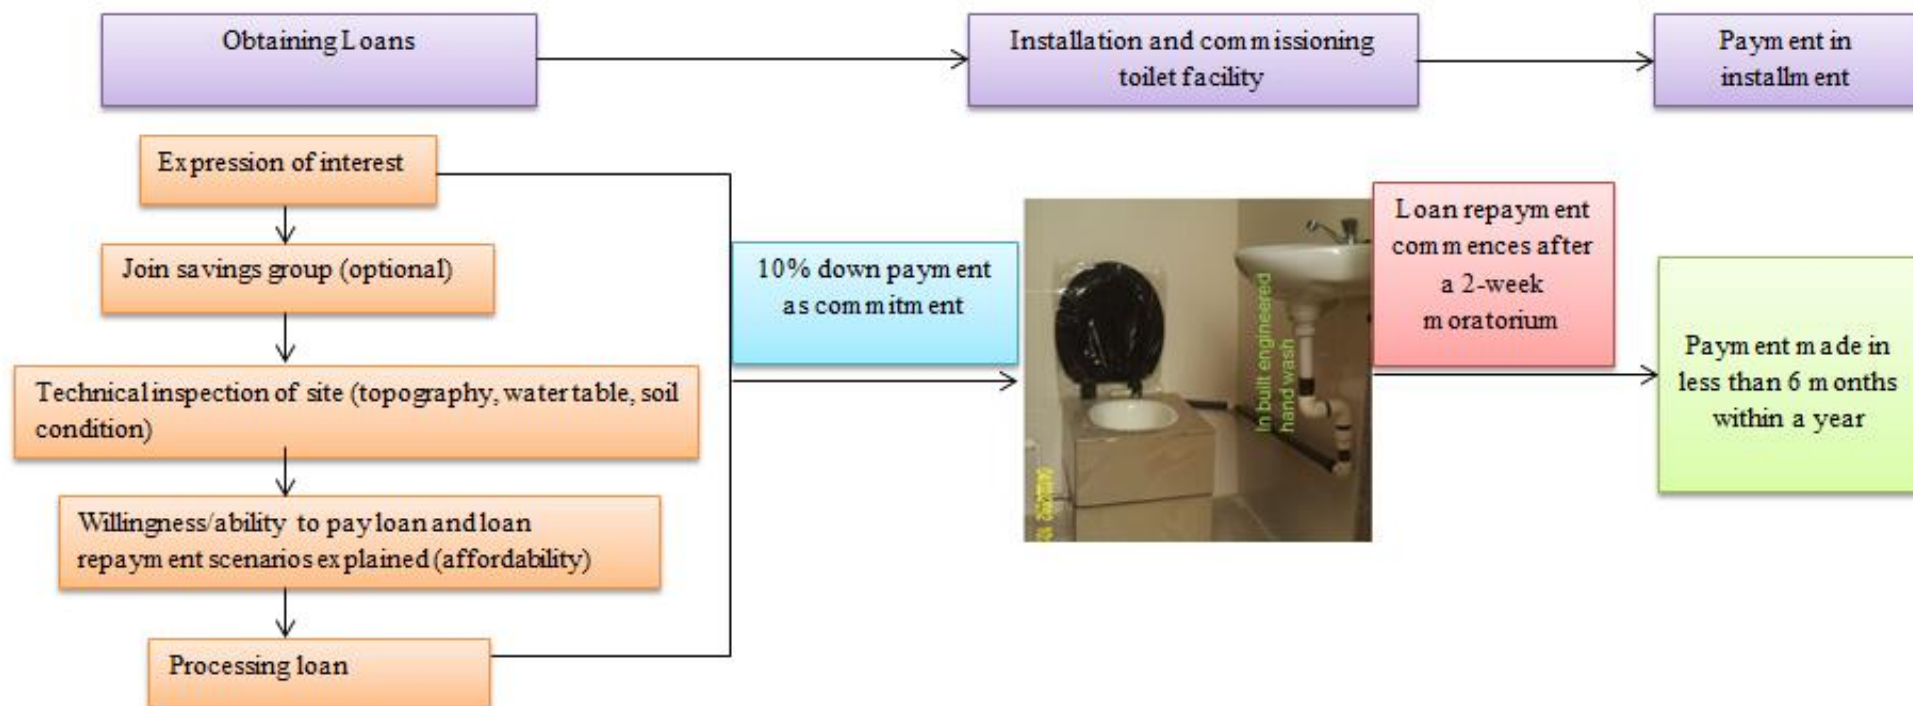 Obtaining Loans
Installation and commissioning
toilet facility
Payment in
installment
Expression of interest
Join savings group (optional)
Technical inspection of site (topography, water table, soil
condition)
Willingness/ability to pay loan and loan
repayment scenarios explained (affordability)
Processing loan
10% down payment
as commitment
In built engineered
hand wash
Loan repayment
commences after
a 2-week
moratorium
Payment made in
less than 6 months
within a year